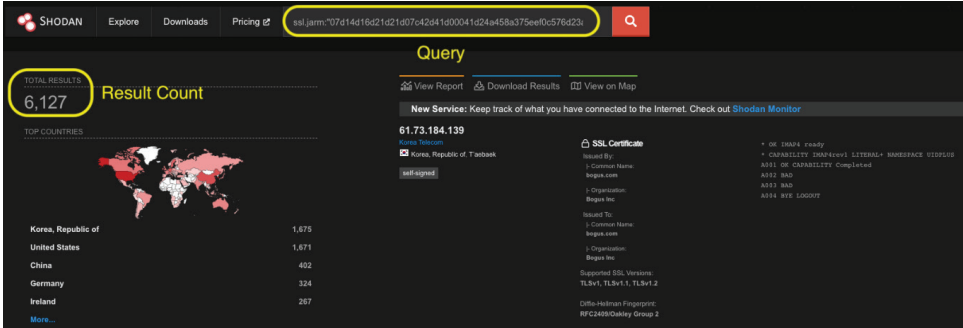 SHODAN Explore Downloads Pricing
ssl.jarm:"07d14d16d21d21d07c42d41d00041d24a458a375eef0c576d23
Query
TOTAL RESULTS
6,127
Result Count
TOP COUNTRIES
Korea, Republic of 1,675
United States 1,671
China 402
Germany 324
Ireland 267
More...
View Report Download Results View on Map
New Service: Keep track of what you have connected to the Internet. Check out Shodan Monitor
61.73.184.139
Korea Telecom
Korea, Republic of, T'aebaek
self-signed
SSL Certificate
Issued By:
|- Common Name:
bogus.com
|- Organization:
Bogus Inc
Issued To:
|- Common Name:
bogus.com
|- Organization:
Bogus Inc
Supported SSL Versions:
TLSv1, TLSv1.1, TLSv1.2
Diffie-Hellman Fingerprint:
RFC2409/Oakley Group 2
* OK IMAP4 ready
* CAPABILITY IMAP4rev1 LITERAL+ NAMESPACE UIDPLUS
A001 OK CAPABILITY Completed
A002 BAD
A003 BAD
A004 BYE LOGOUT